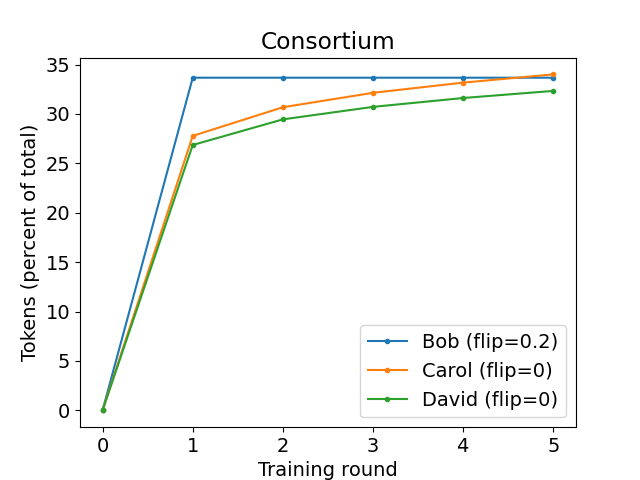 Consortium
Tokens (percent of total)
35
30
25
20
15
10
5
0
0 1 2 3 4 5
Training round
Bob (flip=0.2)
Carol (flip=0)
David (flip=0)